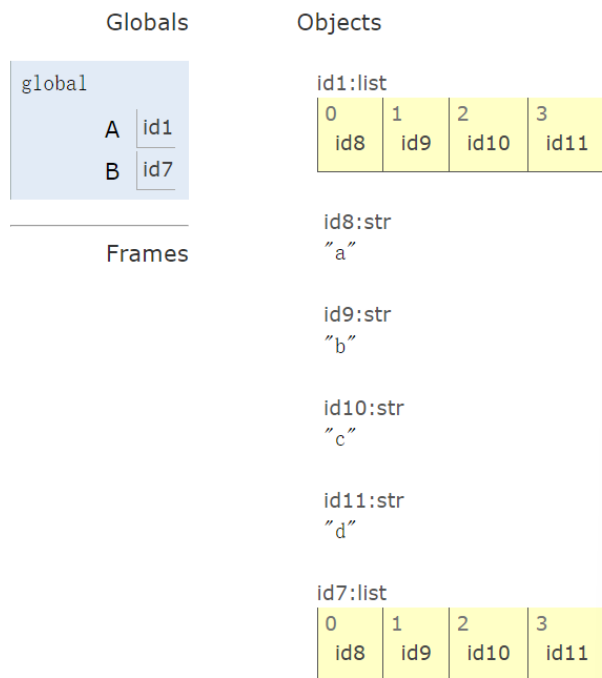 Globals Objects
global
A id1
B id7
Frames
id1:list
0 1 2 3
id8 id9 id10 id11
id8:str
"a"
id9:str
"b"
id10:str
"c"
id11:str
"d"
id7:list
0 1 2 3
id8 id9 id10 id11